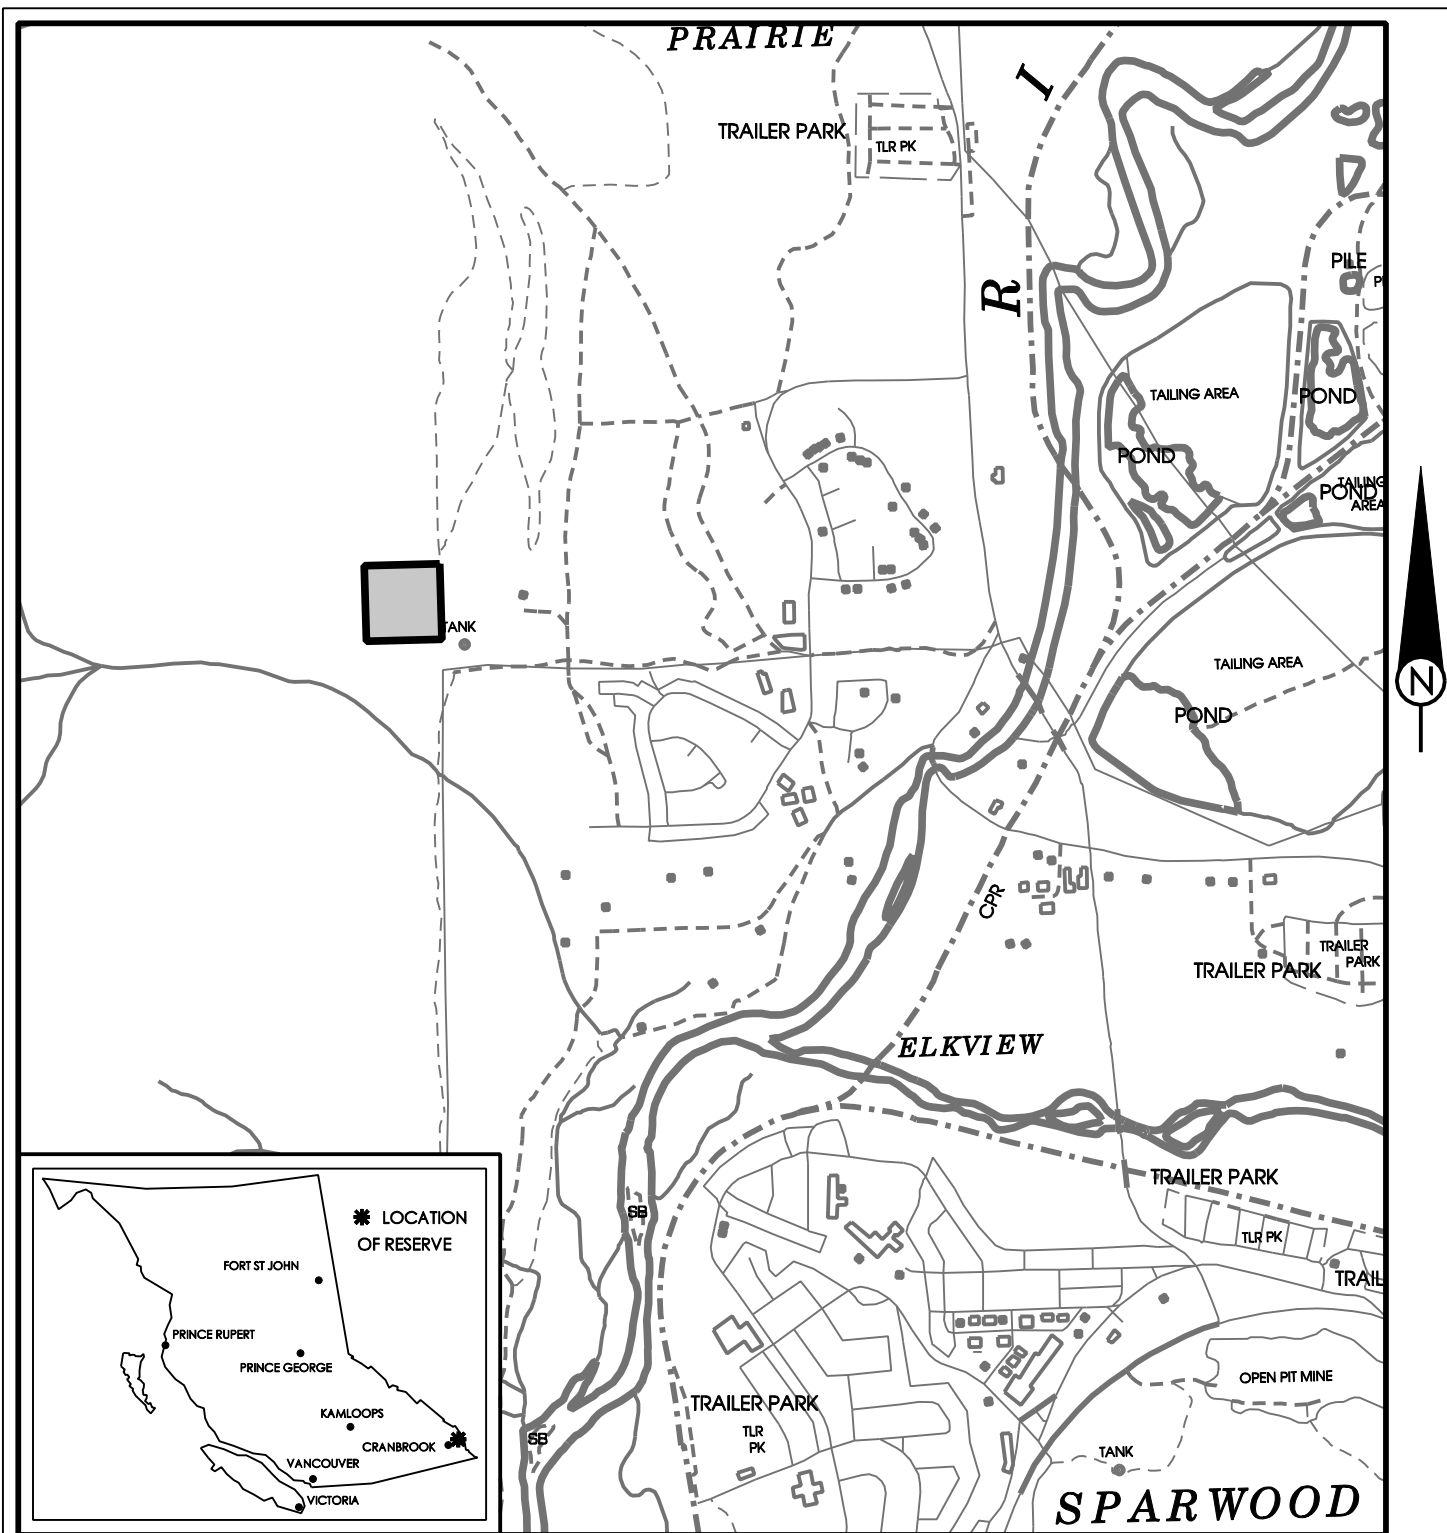 PRAIRIE
I
TRAILER PARK
TLR PK
R
PILE
TAILING AREA
POND
POND
TAILING
AREA
POND
TANK
N
TAILING AREA
POND
CPR
TRAILER
PARK
TRAILER PARK
ELKVIEW
TRAILER PARK
SB
TLR PK
TRAIL
LOCATION
OF RESERVE
FORT ST JOHN
PRINCE RUPERT
PRINCE GEORGE
KAMLOOPS
CRANBROOK
VANCOUVER
VICTORIA
OPEN PIT MINE
TRAILER PARK
TLR
PK
SB
TANK
SPARWOOD